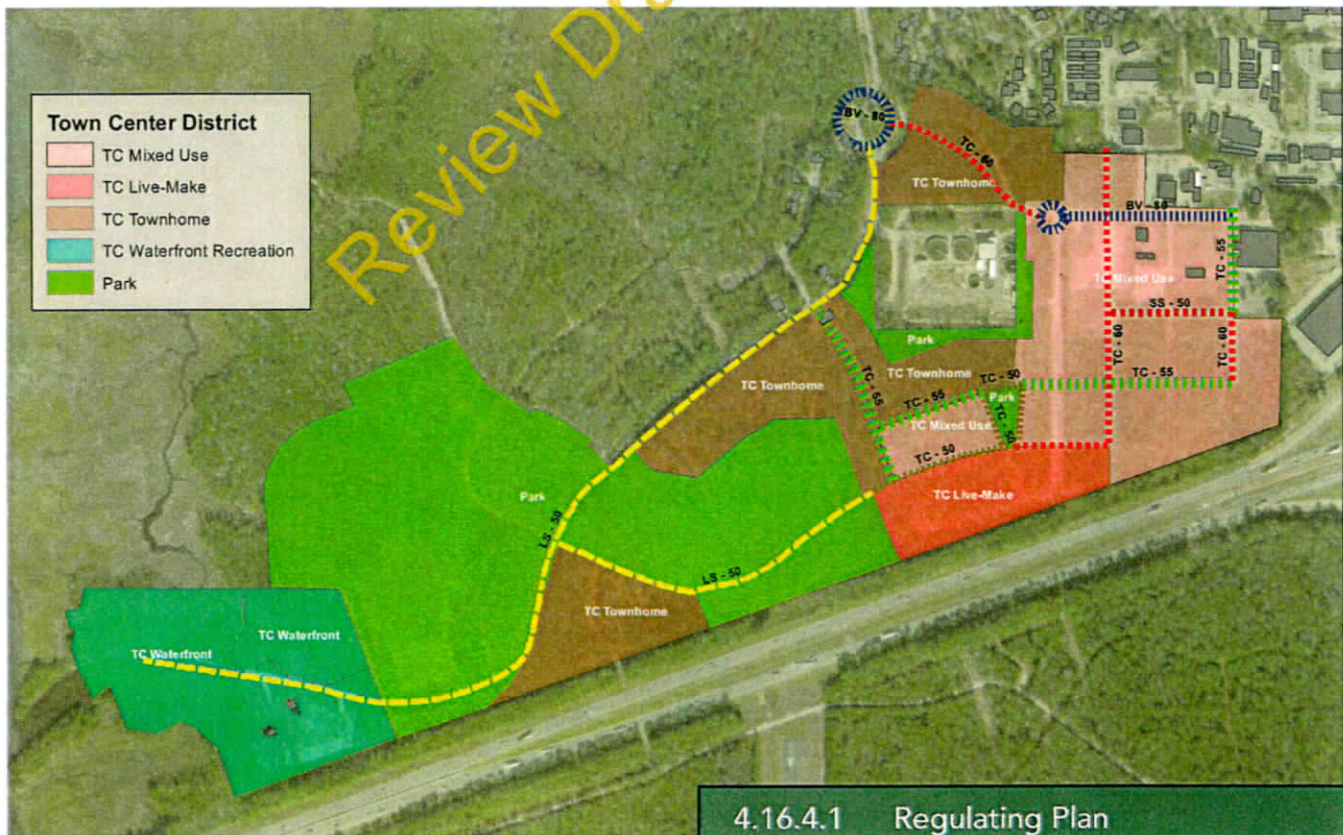 Review Dra
Town Center District
TC Mixed Use
TC Live-Make
TC Townhome
TC Waterfront Recreation
Park
BV - 80
TC - 60
TC Townhome
BV - 80
TC - 55
TC Mixed Use
SS - 50
TC - 60
TC - 60
Park
TC Townhome
TC Townhome
TC - 50
TC - 55
TC - 55
TC - 55
Park
TC Mixed Use
TC - 50
TC - 50
TC Live-Make
Park
LS - 50
LS - 50
TC Townhome
TC Waterfront
TC Waterfront
4.16.4.1 Regulating Plan